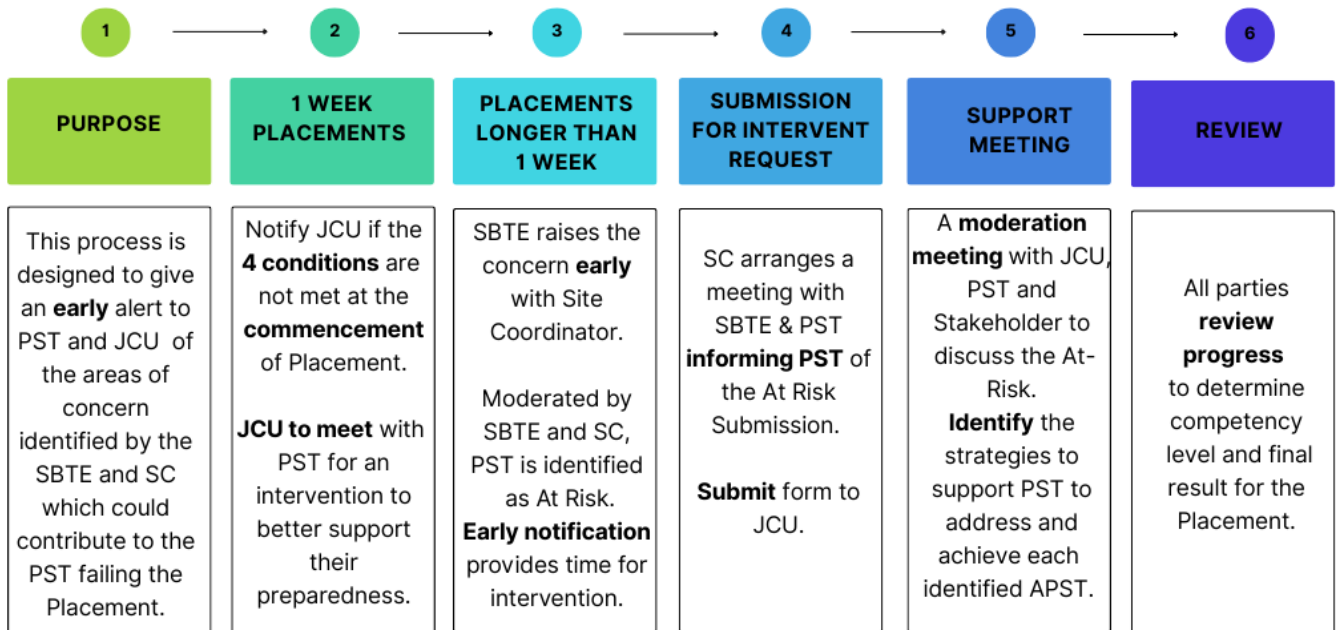 1
2
3
4
5
6
PURPOSE
1 WEEK
PLACEMENTS
PLACEMENTS
LONGER THAN
1 WEEK
SUBMISSION
FOR INTERVENT
REQUEST
SUPPORT
MEETING
REVIEW
This process is
designed to give
an early alert to
PST and JCU of
the areas of
concern
identified by the
SBTE and SC
which could
contribute to the
PST failing the
Placement.
Notify JCU if the
4 conditions are
not met at the
commencement
of Placement.
JCU to meet with
PST for an
intervention to
better support
their
preparedness.
SBTE raises the
concern early
with Site
Coordinator.
Moderated by
SBTE and SC,
PST is identified
as At Risk.
Early notification
provides time for
intervention.
SC arranges a
meeting with
SBTE & PST
informing PST of
the At Risk
Submission.
Submit form to
JCU.
A moderation
meeting with JCU,
PST and
Stakeholder to
discuss the At-
Risk.
Identify the
strategies to
support PST to
address and
achieve each
identified APST.
All parties
review
progress
to determine
competency
level and final
result for the
Placement.